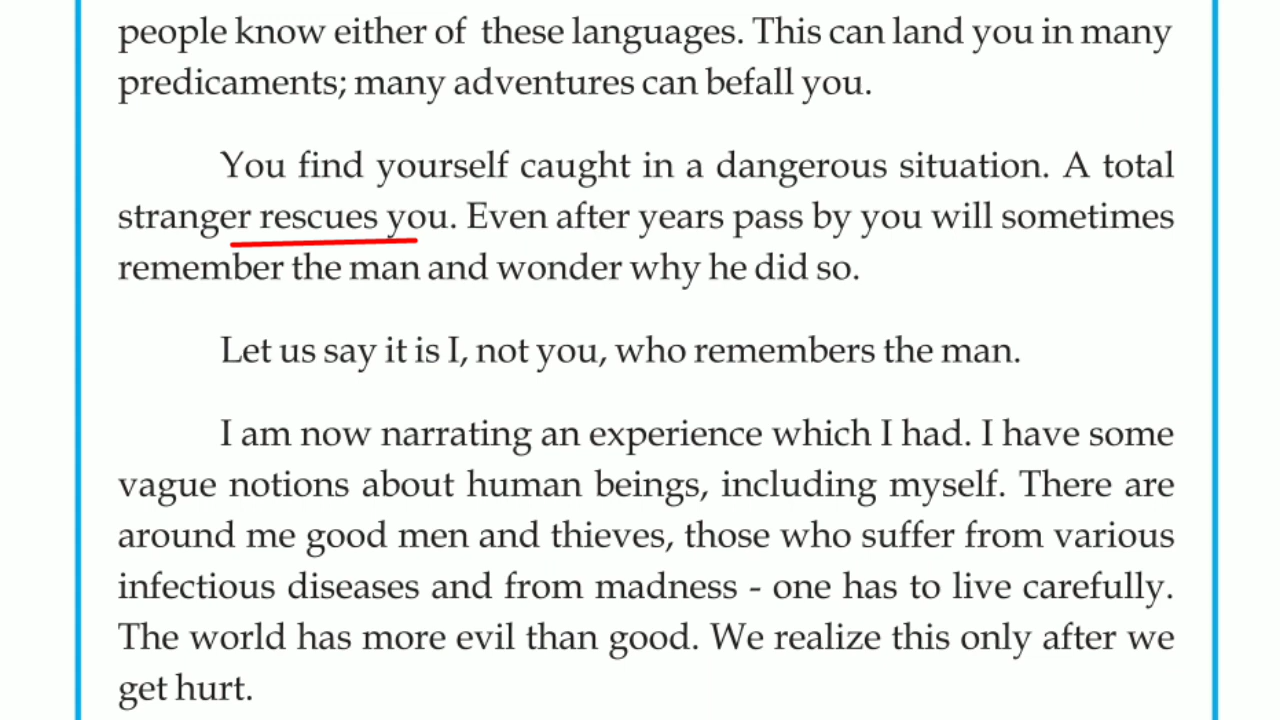 people know either of these languages. This can land you in many
predicaments; many adventures can befall you.
You find yourself caught in a dangerous situation. A total
stranger rescues you. Even after years pass by you will sometimes
remember the man and wonder why he did so.
Let us say it is I, not you, who remembers the man.
I am now narrating an experience which I had. I have some
vague notions about human beings, including myself. There are
around me good men and thieves, those who suffer from various
infectious diseases and from madness - one has to live carefully.
The world has more evil than good. We realize this only after we
get hurt.